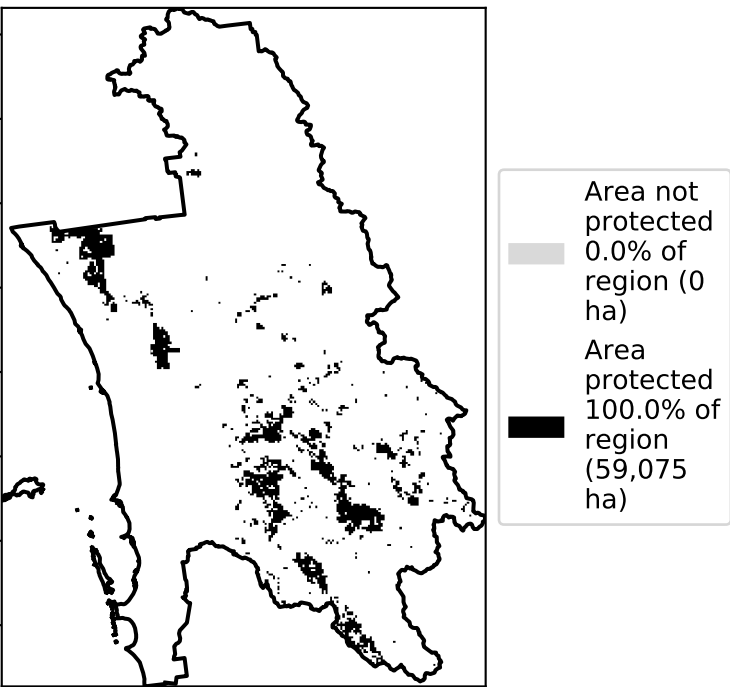 Area not
protected
0.0% of
region (0
ha)
Area
protected
100.0% of
region
(59,075
ha)